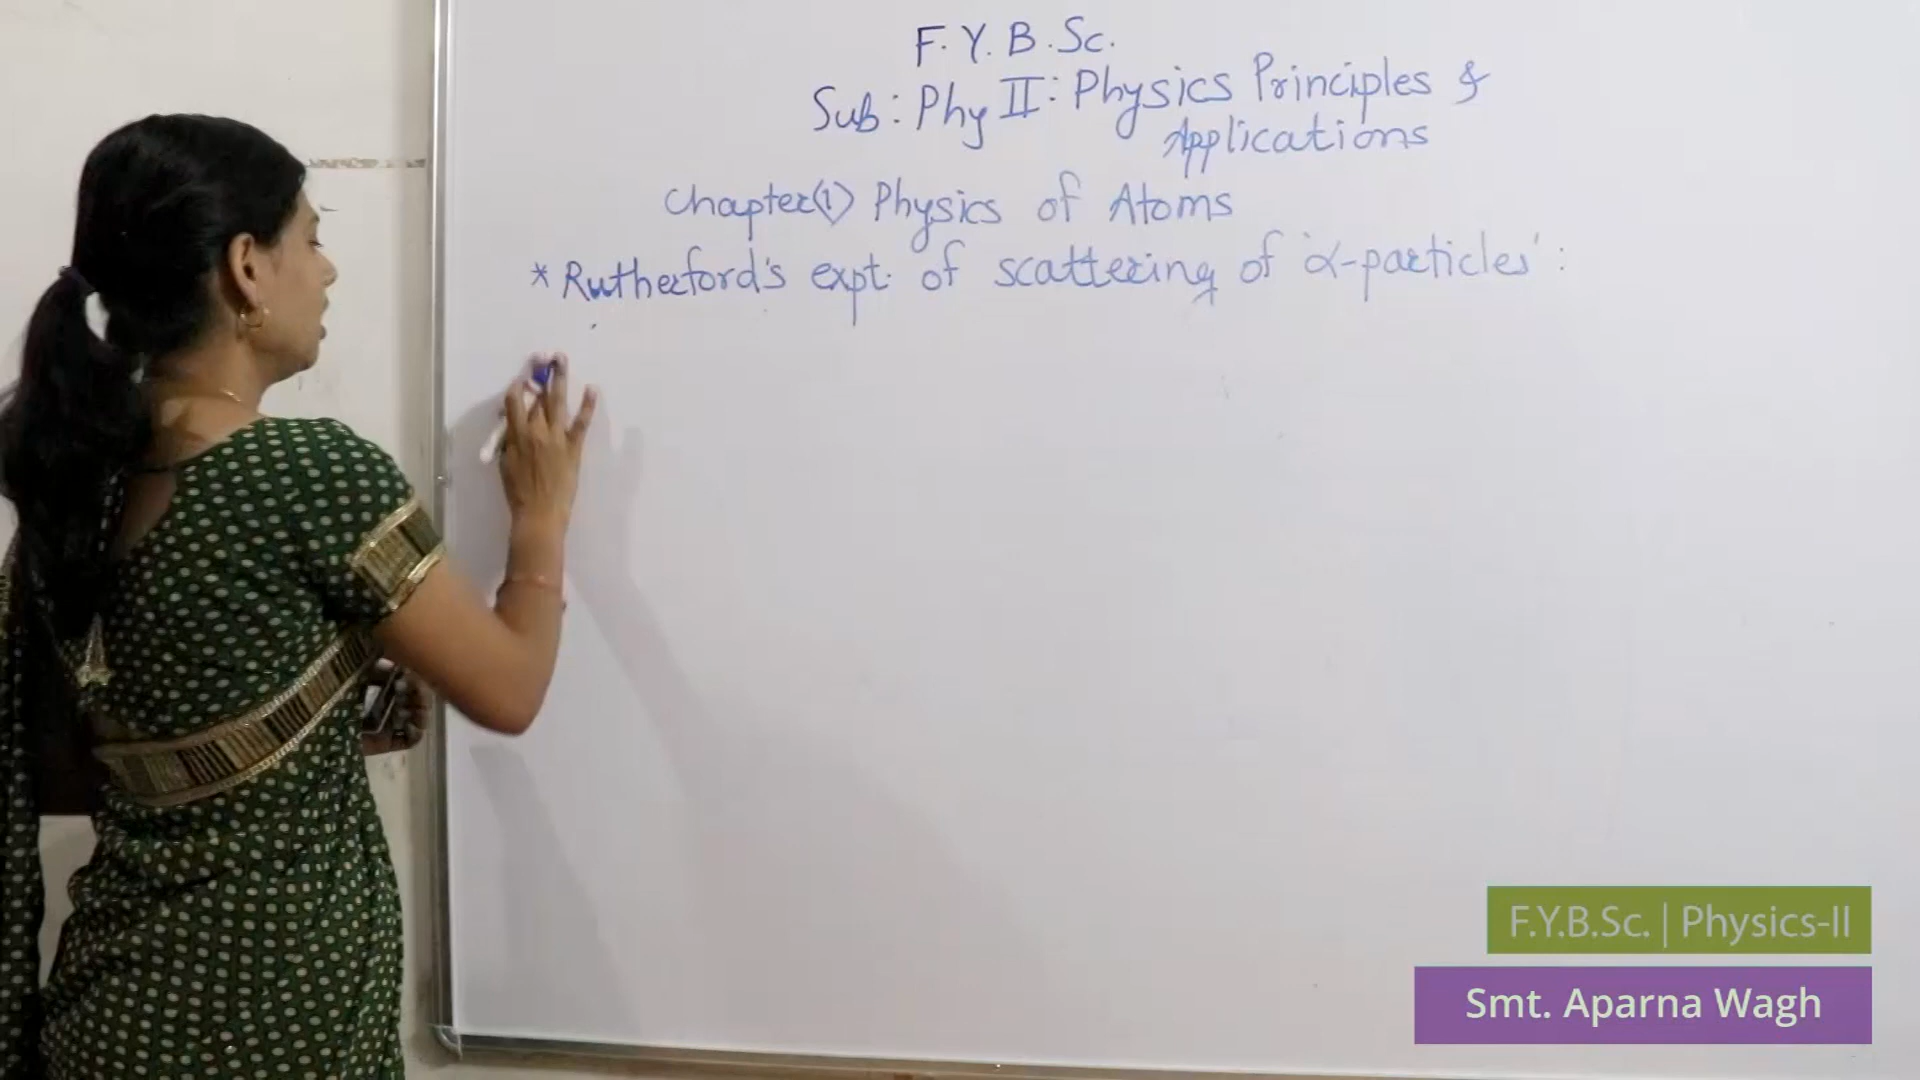 F.Y.B.Sc.
Sub: Phy II: Physics Principles &
Applications
Chapter(1) Physics of Atoms
* Rutherford's expt. of scattering of 'α-particles':
F.Y.B.Sc. | Physics-II
Smt. Aparna Wagh